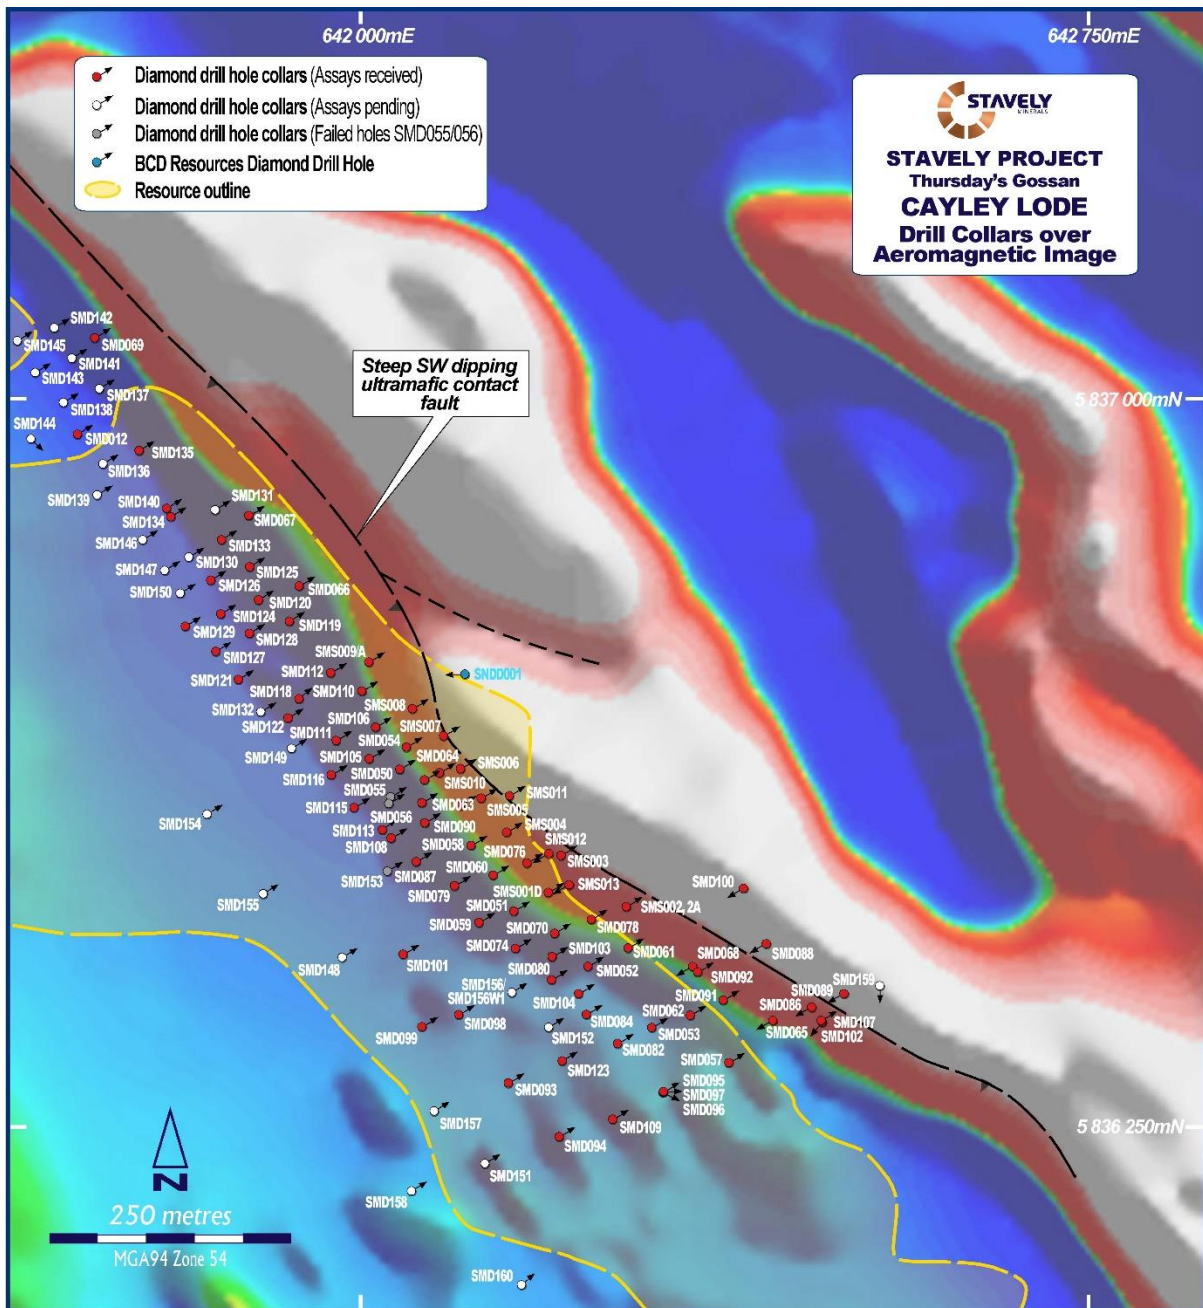 642 000mE
642 750mE
Diamond drill hole collars (Assays received)
Diamond drill hole collars (Assays pending)
Diamond drill hole collars (Failed holes SMD055/056)
BCD Resources Diamond Drill Hole
Resource outline
STAVELY
MINERALS
STAVELY PROJECT
Thursday's Gossan
CAYLEY LODE
Drill Collars over
Aeromagnetic Image
SMD142
SMD145
SMD069
SMD141
SMD143
SMD137
SMD138
Steep SW dipping
ultramafic contact
fault
5 837 000mN
SMD144
SMD012
SMD135
SMD136
SMD139
SMD131
SMD140
SMD134
SMD067
SMD146
SMD133
SMD130
SMD147
SMD125
SMD126
SMD150
SMD066
SMD120
SMD124
SMD119
SMD129
SMD128
SMD127
SMS009/A
SMD112
SNDD001
SMD121
SMD118
SMD110
SMD132
SMS008
SMD122
SMD106
SMS007
SMD111
SMD054
SMD149
SMD105
SMD064
SMS006
SMD116
SMD050
SMS010
SMD055
SMS011
SMD115
SMD063
SMS005
SMD056
SMD154
SMD113
SMD090
SMS004
SMD108
SMD058
SMD076
SMS012
SMS003
SMD153
SMD087
SMD060
SMD079
SMS001D
SMS013
SMD100
SMD155
SMD051
SMS002, 2A
SMD059
SMD070
SMD078
SMD074
SMD103
SMD061
SMD068
SMD088
SMD148
SMD101
SMD080
SMD052
SMD092
SMD159
SMD156/
SMD156W1
SMD104
SMD091
SMD089
SMD086
SMD098
SMD084
SMD062
SMD107
SMD099
SMD152
SMD053
SMD065
SMD102
SMD082
SMD123
SMD057
SMD093
SMD095
SMD097
SMD096
SMD157
SMD109
SMD094
5 836 250mN
SMD151
SMD158
N
250 metres
MGA94 Zone 54
SMD160